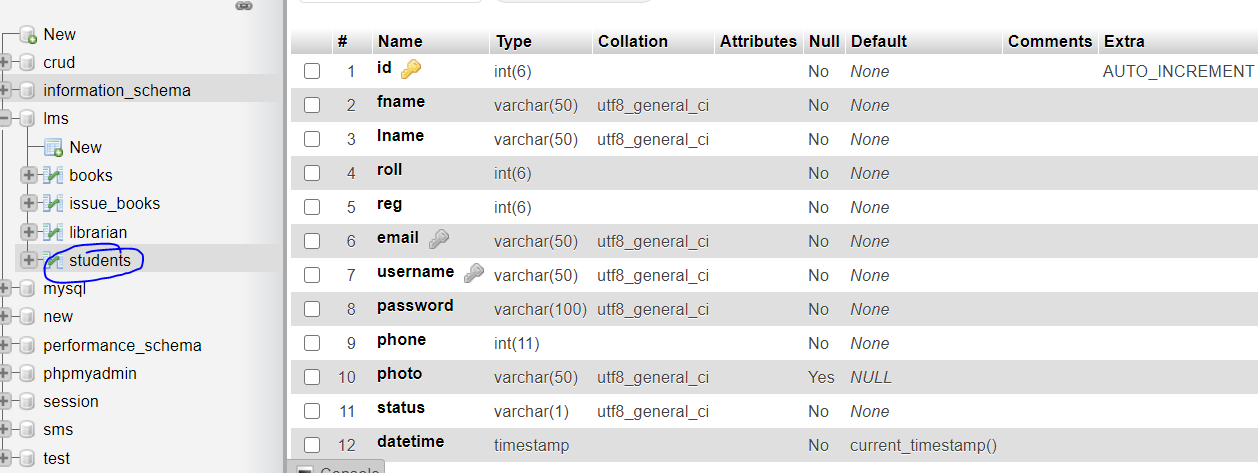 New
crud
information_schema
lms
New
books
issue_books
librarian
students
mysql
new
performance_schema
phpmyadmin
session
sms
test
# Name Type Collation Attributes Null Default Comments Extra
1 id int(6) No None AUTO_INCREMENT
2 fname varchar(50) utf8_general_ci No None
3 lname varchar(50) utf8_general_ci No None
4 roll int(6) No None
5 reg int(6) No None
6 email varchar(50) utf8_general_ci No None
7 username varchar(50) utf8_general_ci No None
8 password varchar(100) utf8_general_ci No None
9 phone int(11) No None
10 photo varchar(50) utf8_general_ci Yes NULL
11 status varchar(1) utf8_general_ci No None
12 datetime timestamp No current_timestamp()
Console